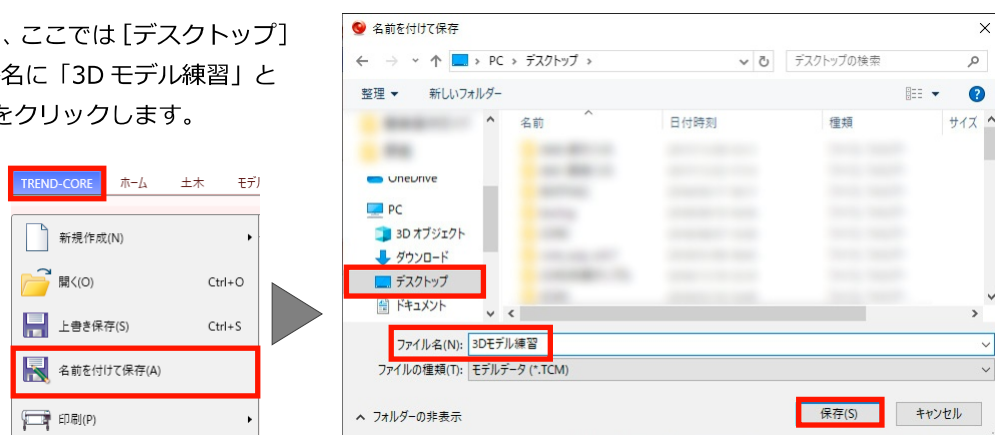 、ここでは [デスクトップ]
名に「3D モデル練習」と
をクリックします。
TREND-CORE ホーム 土木 モデル
新規作成(N)
開く(O) Ctrl+O
上書き保存(S) Ctrl+S
名前を付けて保存(A)
印刷(P)
名前を付けて保存
PC › デスクトップ ›
デスクトップの検索
整理 新しいフォルダー
名前 日付時刻 種類 サイズ
OneDrive
PC
3D オブジェクト
ダウンロード
デスクトップ
ドキュメント
ファイル名(N): 3Dモデル練習
ファイルの種類(T): モデルデータ (*.TCM)
フォルダーの非表示 保存(S) キャンセル